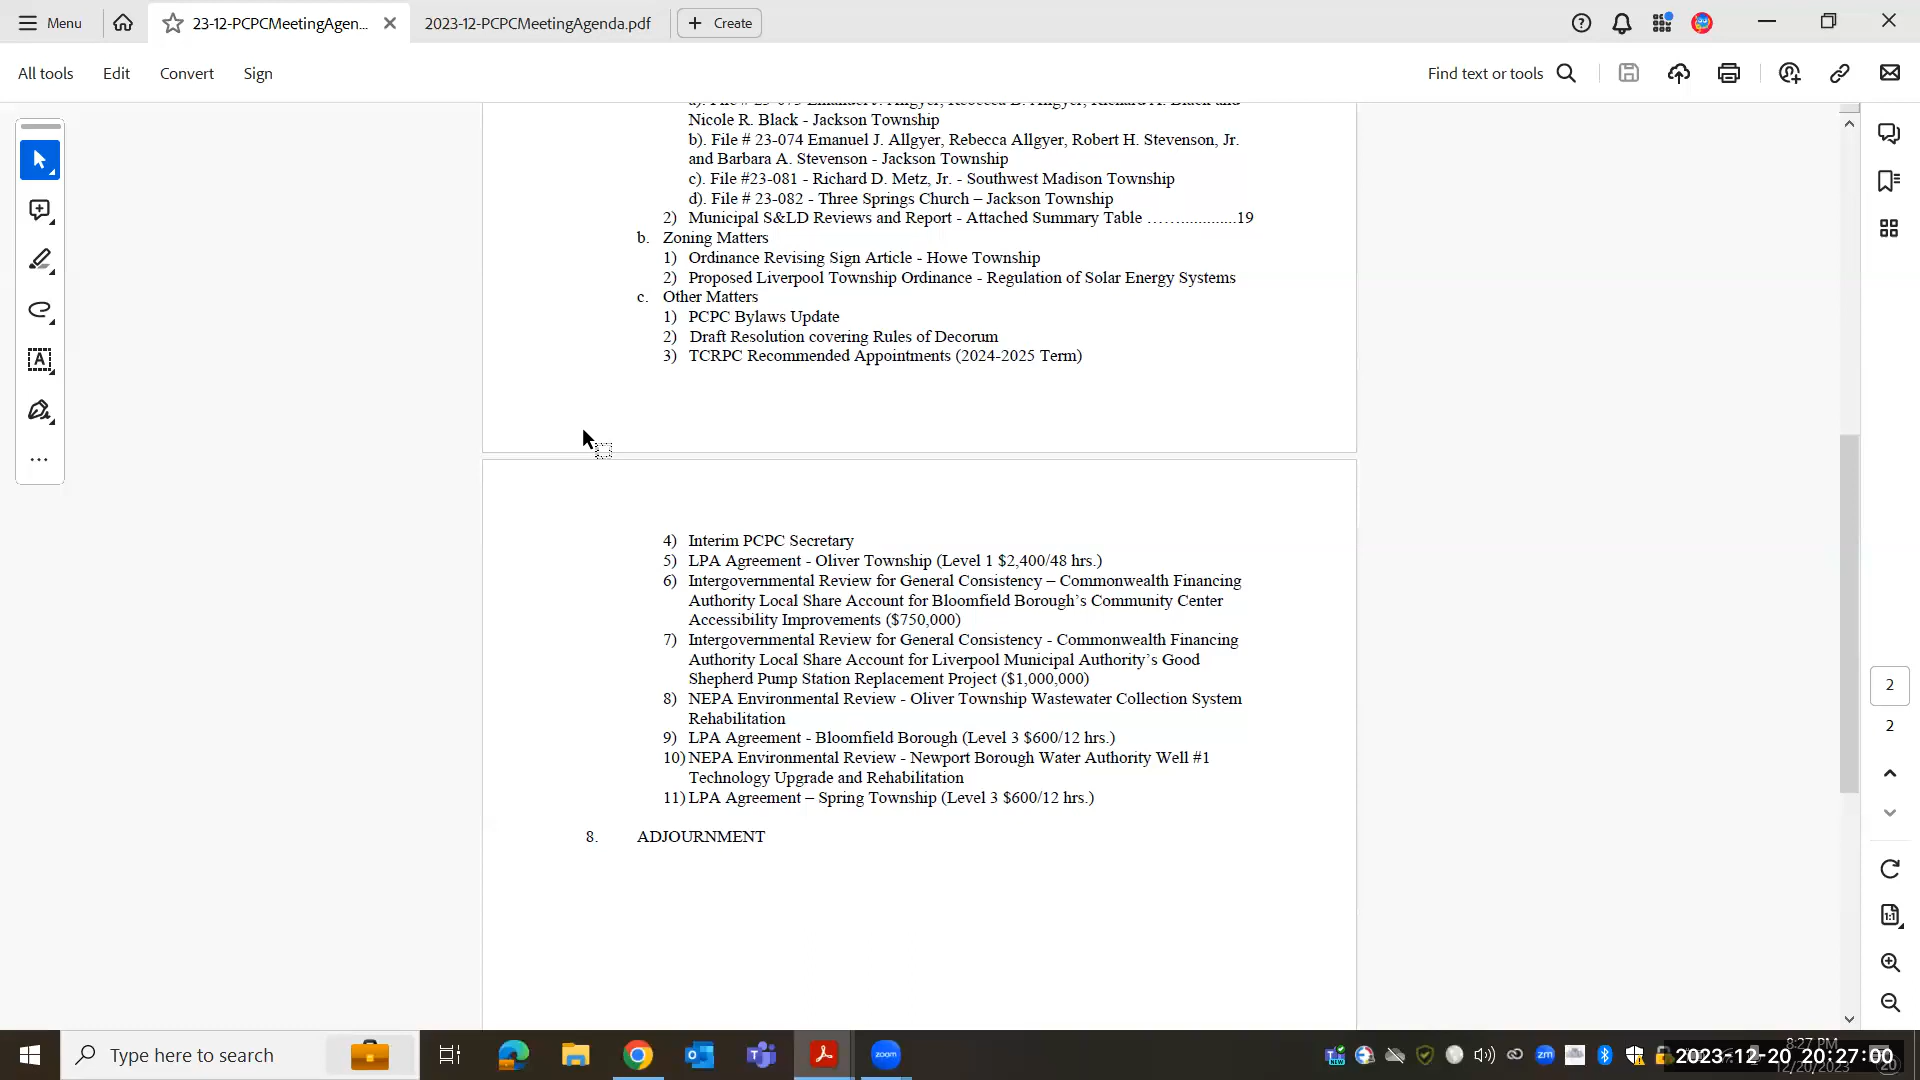 Menu
23-12-PCPCMeetingAgen...
2023-12-PCPCMeetingAgenda.pdf
Create
All tools
Edit
Convert
Sign
Find text or tools
Nicole R. Black - Jackson Township
b). File # 23-074 Emanuel J. Allgyer, Rebecca Allgyer, Robert H. Stevenson, Jr.
and Barbara A. Stevenson - Jackson Township
c). File #23-081 - Richard D. Metz, Jr. - Southwest Madison Township
d). File # 23-082 - Three Springs Church – Jackson Township
2) Municipal S&LD Reviews and Report - Attached Summary Table ……............19
b. Zoning Matters
1) Ordinance Revising Sign Article - Howe Township
2) Proposed Liverpool Township Ordinance - Regulation of Solar Energy Systems
c. Other Matters
1) PCPC Bylaws Update
2) Draft Resolution covering Rules of Decorum
3) TCRPC Recommended Appointments (2024-2025 Term)
4) Interim PCPC Secretary
5) LPA Agreement - Oliver Township (Level 1 $2,400/48 hrs.)
6) Intergovernmental Review for General Consistency – Commonwealth Financing
Authority Local Share Account for Bloomfield Borough’s Community Center
Accessibility Improvements ($750,000)
7) Intergovernmental Review for General Consistency - Commonwealth Financing
Authority Local Share Account for Liverpool Municipal Authority’s Good
Shepherd Pump Station Replacement Project ($1,000,000)
8) NEPA Environmental Review - Oliver Township Wastewater Collection System
Rehabilitation
9) LPA Agreement - Bloomfield Borough (Level 3 $600/12 hrs.)
10) NEPA Environmental Review - Newport Borough Water Authority Well #1
Technology Upgrade and Rehabilitation
11) LPA Agreement – Spring Township (Level 3 $600/12 hrs.)
8. ADJOURNMENT
2
2
Type here to search
zoom
8:27 PM
2023-12-20 20:27:00
12/20/2023